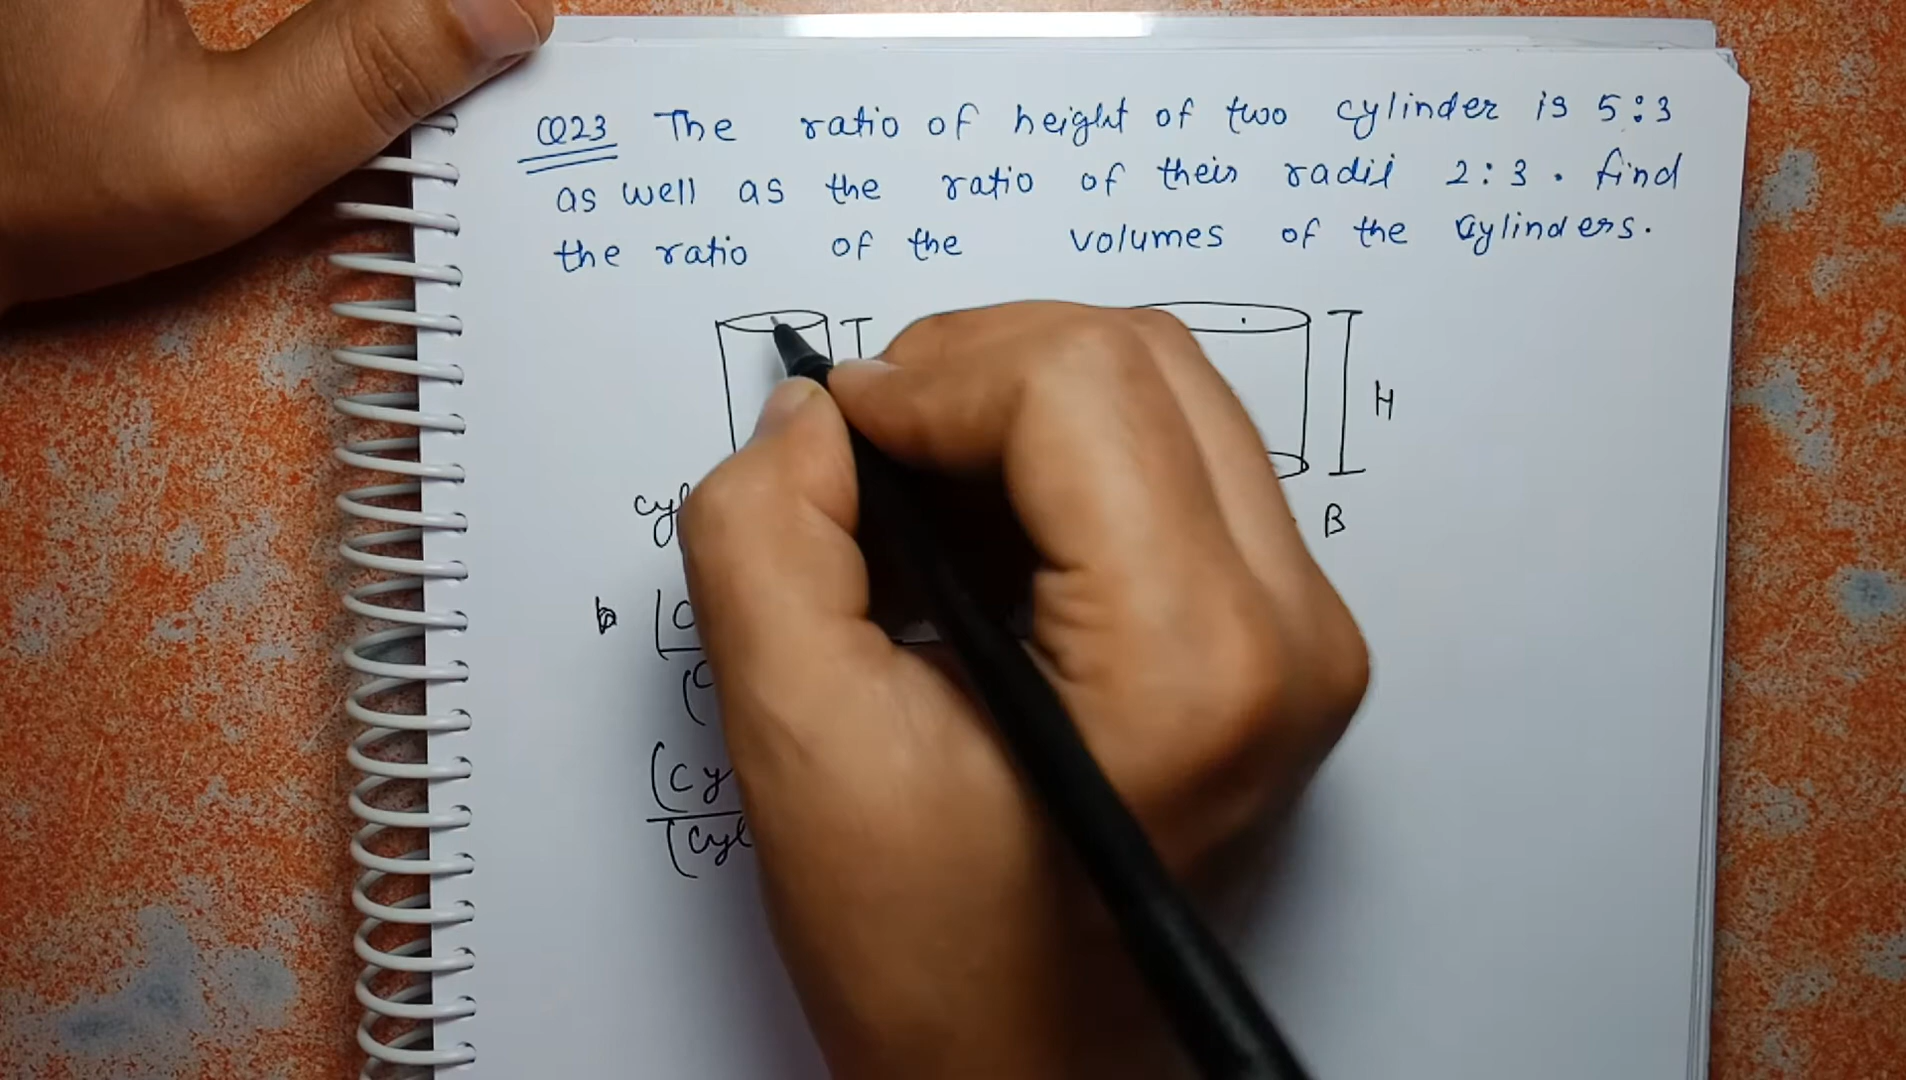 Q23 The ratio of height of two cylinder is 5:3
as well as the ratio of their radii 2:3. find
the ratio of the volumes of the cylinders.
H
B